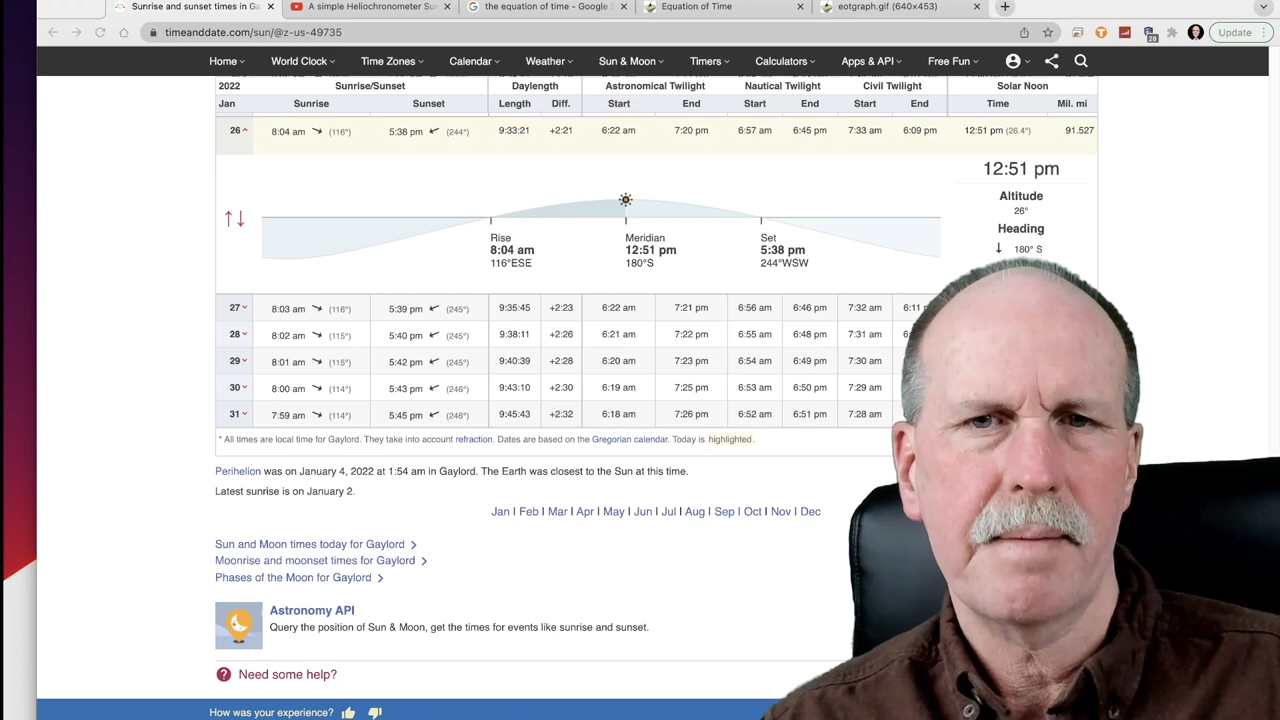 Sunrise and sunset times in Ga
A simple Heliochronometer Su
the equation of time - Google S
Equation of Time
eotgraph.gif (640×453)
timeanddate.com/sun/@z-us-49735
28
Update
Home World Clock Time Zones Calendar Weather Sun & Moon Timers Calculators Apps & API Free Fun
2022 Sunrise/Sunset Daylength Astronomical Twilight Nautical Twilight Civil Twilight Solar Noon
Jan Sunrise Sunset Length Diff. Start End Start End Start End Time Mil. mi
26 8:04 am (116°) 5:38 pm (244°) 9:33:21 +2:21 6:22 am 7:20 pm 6:57 am 6:45 pm 7:33 am 6:09 pm 12:51 pm (26.4°) 91.527
12:51 pm
Altitude
26°
Heading
↓ 180° S
↑↓
Rise Meridian Set
8:04 am 12:51 pm 5:38 pm
116°ESE 180°S 244°WSW
27 8:03 am (116°) 5:39 pm (245°) 9:35:45 +2:23 6:22 am 7:21 pm 6:56 am 6:46 pm 7:32 am 6:11
28 8:02 am (115°) 5:40 pm (245°) 9:38:11 +2:26 6:21 am 7:22 pm 6:55 am 6:48 pm 7:31 am
29 8:01 am (115°) 5:42 pm (245°) 9:40:39 +2:28 6:20 am 7:23 pm 6:54 am 6:49 pm 7:30 am
30 8:00 am (114°) 5:43 pm (246°) 9:43:10 +2:30 6:19 am 7:25 pm 6:53 am 6:50 pm 7:29 am
31 7:59 am (114°) 5:45 pm (246°) 9:45:43 +2:32 6:18 am 7:26 pm 6:52 am 6:51 pm 7:28 am
* All times are local time for Gaylord. They take into account refraction. Dates are based on the Gregorian calendar. Today is highlighted.
Perihelion was on January 4, 2022 at 1:54 am in Gaylord. The Earth was closest to the Sun at this time.
Latest sunrise is on January 2.
Jan | Feb | Mar | Apr | May | Jun | Jul | Aug | Sep | Oct | Nov | Dec
Sun and Moon times today for Gaylord
Moonrise and moonset times for Gaylord
Phases of the Moon for Gaylord
Astronomy API
Query the position of Sun & Moon, get the times for events like sunrise and sunset.
? Need some help?
How was your experience?